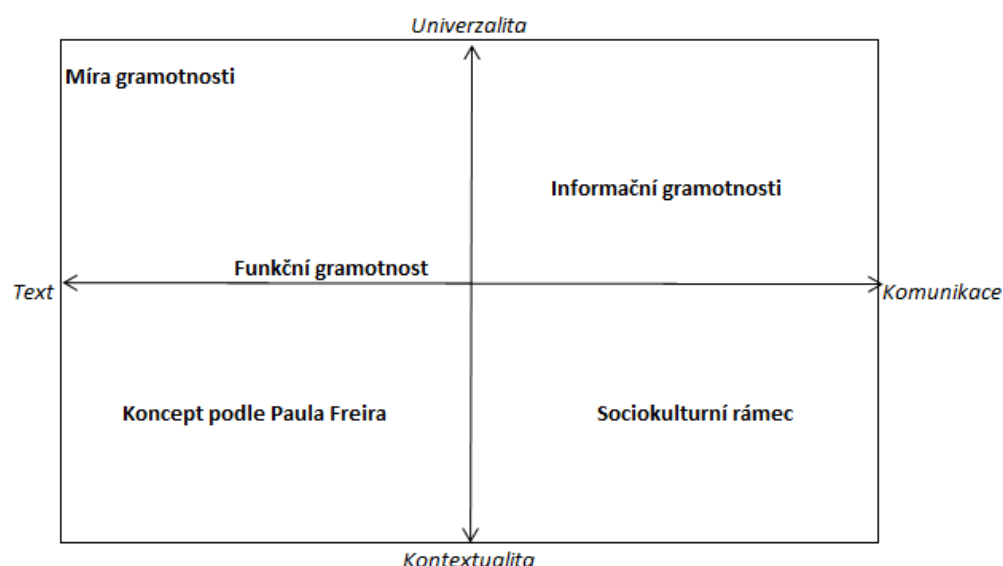 Univerzalita
Míra gramotnosti
Informační gramotnosti
Funkční gramotnost
Text
Komunikace
Koncept podle Paula Freira
Sociokulturní rámec
Kontextualita